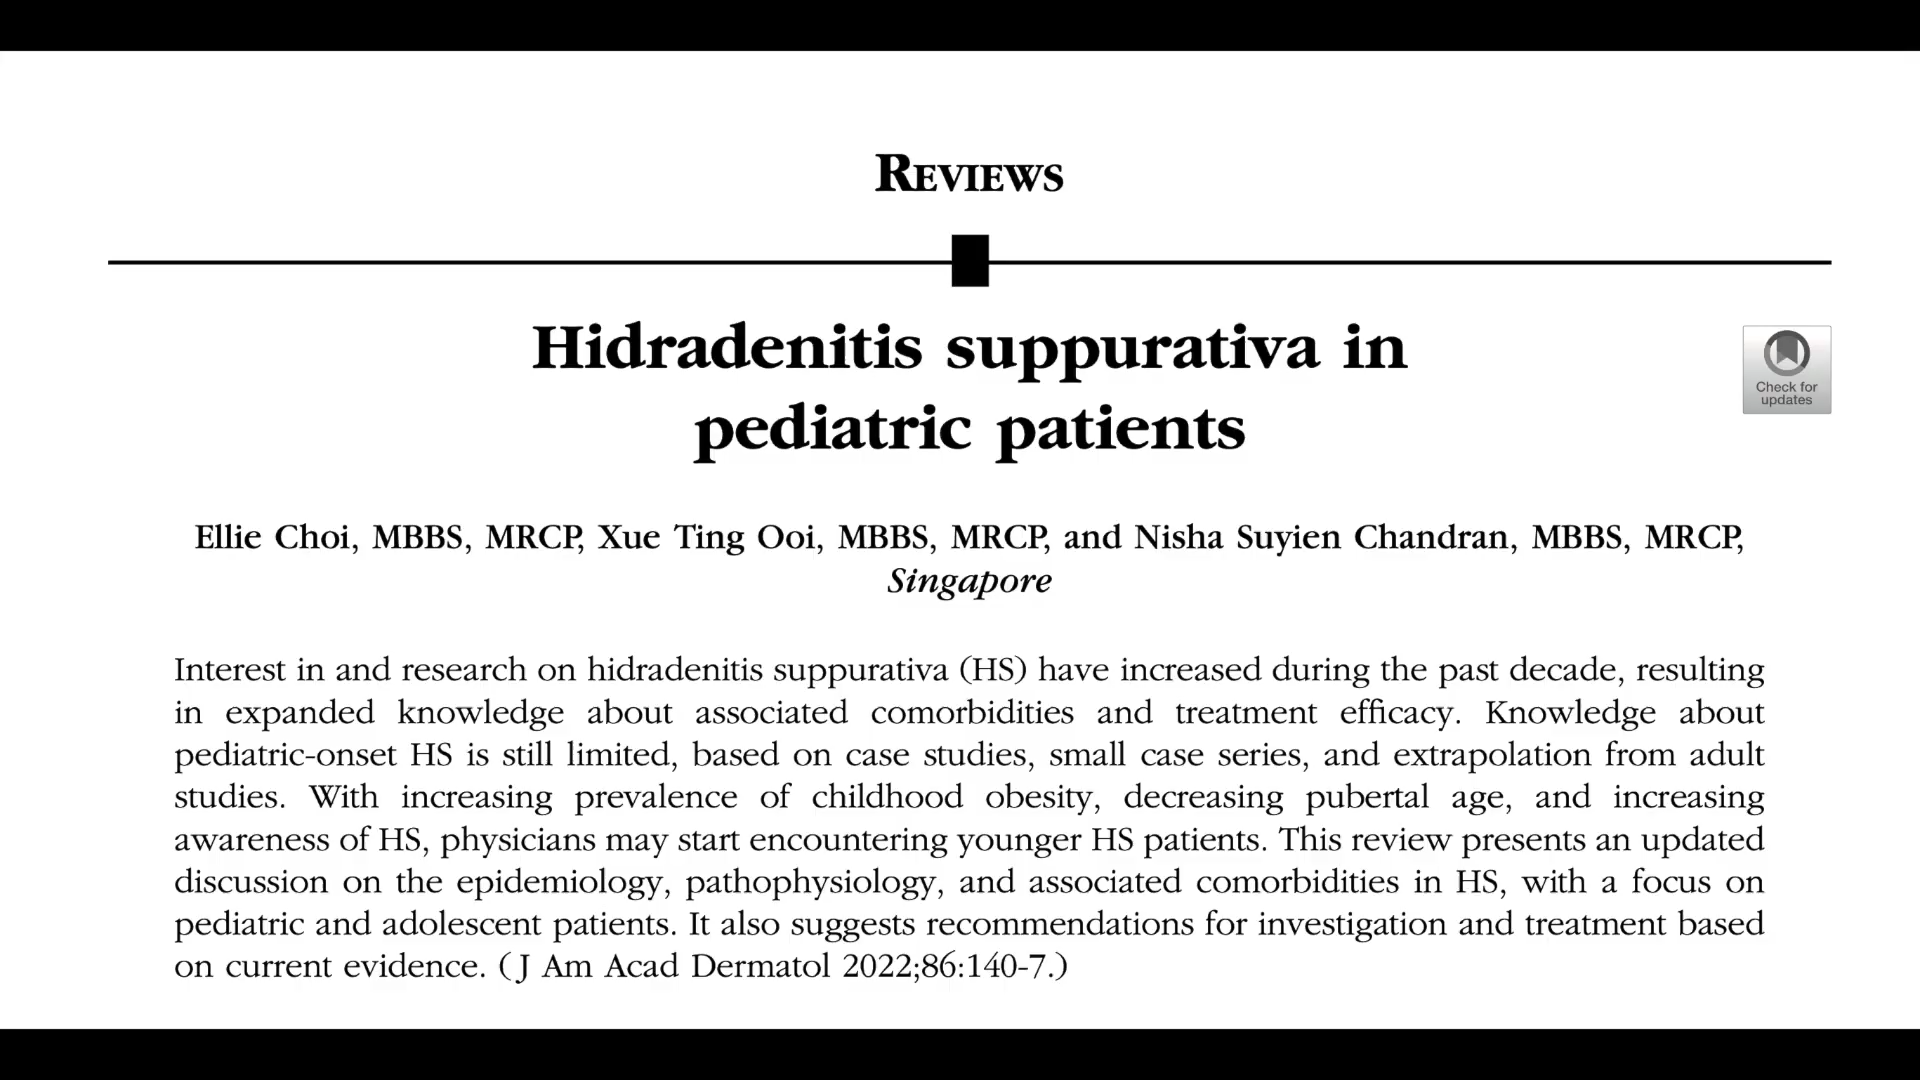 REVIEWS
Hidradenitis suppurativa in
pediatric patients
Check for
updates
Ellie Choi, MBBS, MRCP, Xue Ting Ooi, MBBS, MRCP, and Nisha Suyien Chandran, MBBS, MRCP,
Singapore
Interest in and research on hidradenitis suppurativa (HS) have increased during the past decade, resulting
in expanded knowledge about associated comorbidities and treatment efficacy. Knowledge about
pediatric-onset HS is still limited, based on case studies, small case series, and extrapolation from adult
studies. With increasing prevalence of childhood obesity, decreasing pubertal age, and increasing
awareness of HS, physicians may start encountering younger HS patients. This review presents an updated
discussion on the epidemiology, pathophysiology, and associated comorbidities in HS, with a focus on
pediatric and adolescent patients. It also suggests recommendations for investigation and treatment based
on current evidence. ( J Am Acad Dermatol 2022;86:140-7.)